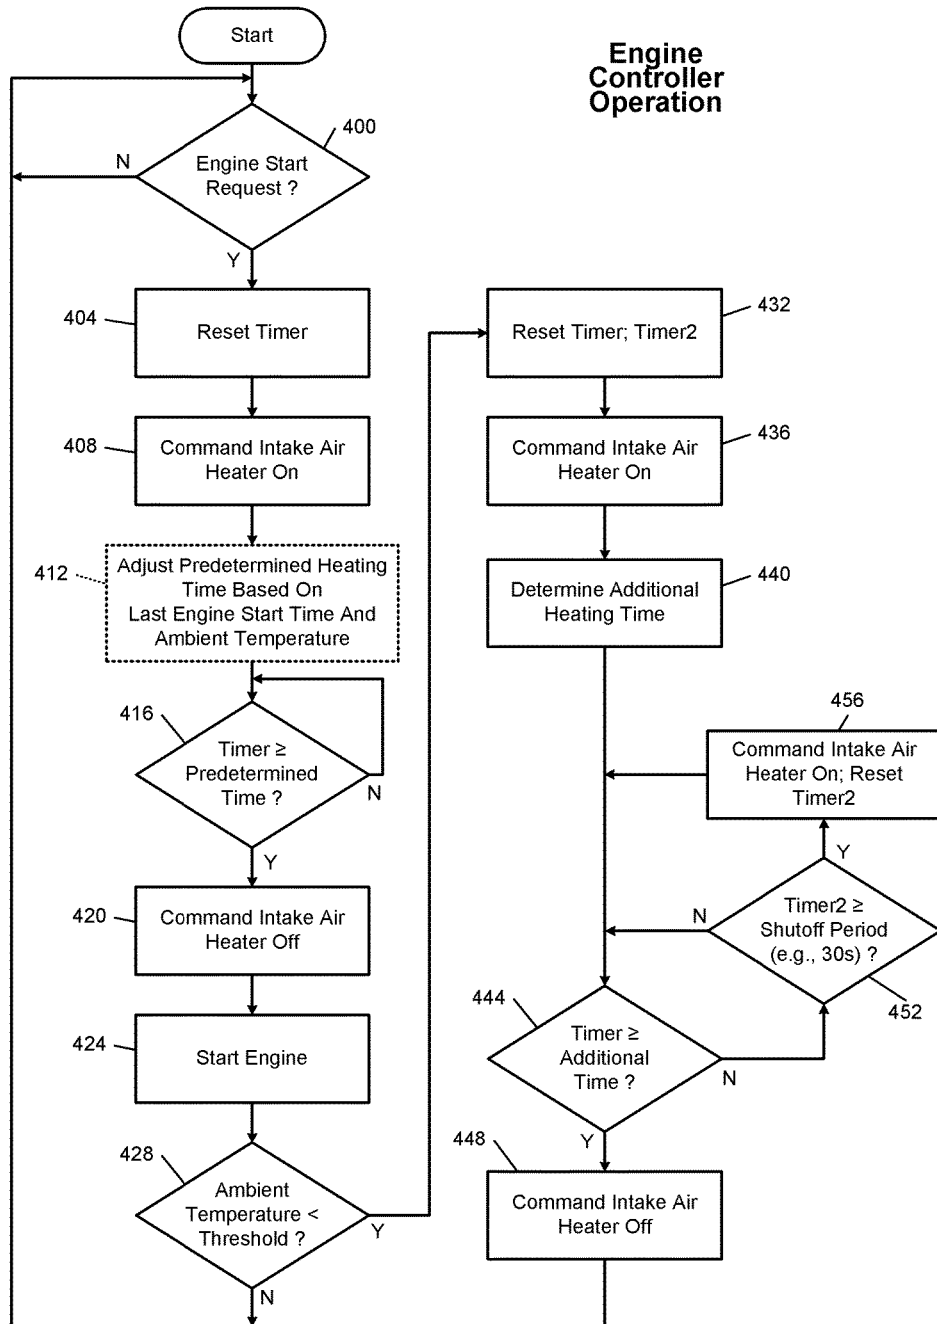 Start
Engine
Controller
Operation
400
N
Engine Start
Request ?
Y
404
Reset Timer
432
Reset Timer; Timer2
408
Command Intake Air
Heater On
436
Command Intake Air
Heater On
412
Adjust Predetermined Heating
Time Based On
Last Engine Start Time And
Ambient Temperature
440
Determine Additional
Heating Time
416
Timer ≥
Predetermined
Time ?
N
Y
456
Command Intake Air
Heater On; Reset
Timer2
Y
420
Command Intake Air
Heater Off
N
Timer2 ≥
Shutoff Period
(e.g., 30s) ?
452
424
Start Engine
444
Timer ≥
Additional
Time ?
N
Y
428
Ambient
Temperature <
Threshold ?
Y
N
448
Command Intake Air
Heater Off